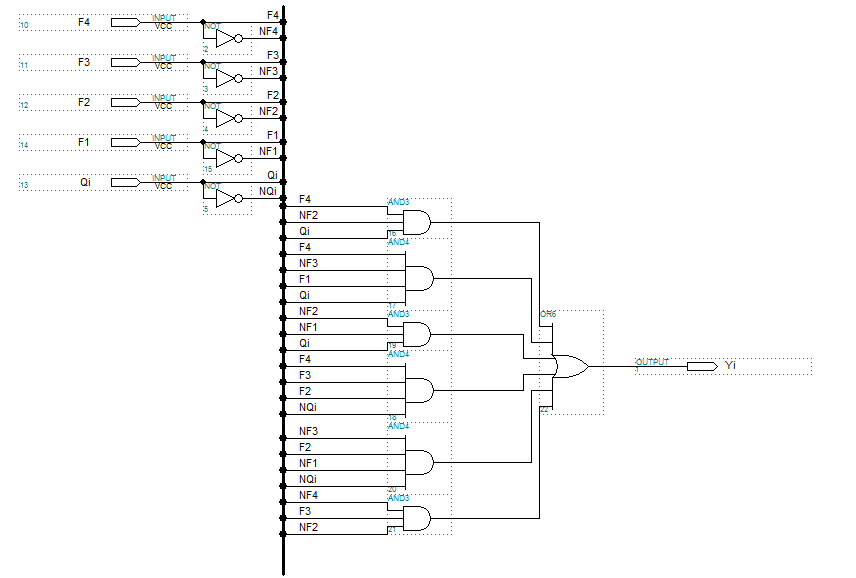 F4
10 F4 INPUT VCC NOT 2 NF4
F3
11 F3 INPUT VCC NOT 3 NF3
F2
12 F2 INPUT VCC NOT 4 NF2
F1
14 F1 INPUT VCC NOT 15 NF1
Qi
13 Qi INPUT VCC NOT 5 NQi
F4 AND3
NF2
Qi 16
F4 AND4
NF3
F1
Qi 17
NF2 AND3
NF1
Qi 19
F4 AND4
F3
F2
NQi 18
NF3 AND4
F2
NF1
NQi 20
NF4 AND3
F3
NF2 21
OR6
22
OUTPUT
1
Yi